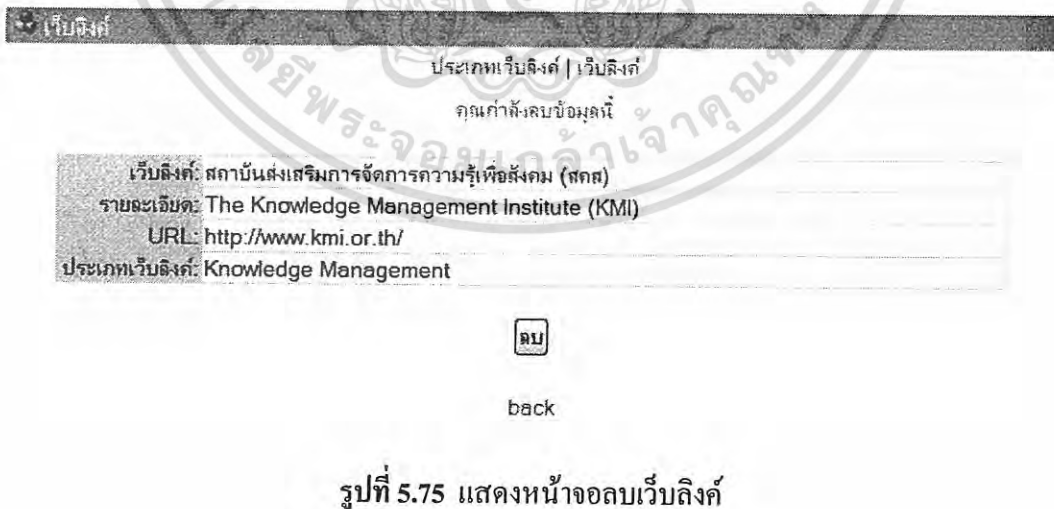 เว็บลิงค์
ประเภทเว็บลิงค์ | เว็บลิงค์
คุณกำลังลบข้อมูลนี้
เว็บลิงค์: สถาบันส่งเสริมการจัดการความรู้เพื่อสังคม (สคส)
รายละเอียด: The Knowledge Management Institute (KMI)
URL: http://www.kmi.or.th/
ประเภทเว็บลิงค์: Knowledge Management
ลบ
back
รูปที่ 5.75 แสดงหน้าจอลบเว็บลิงค์